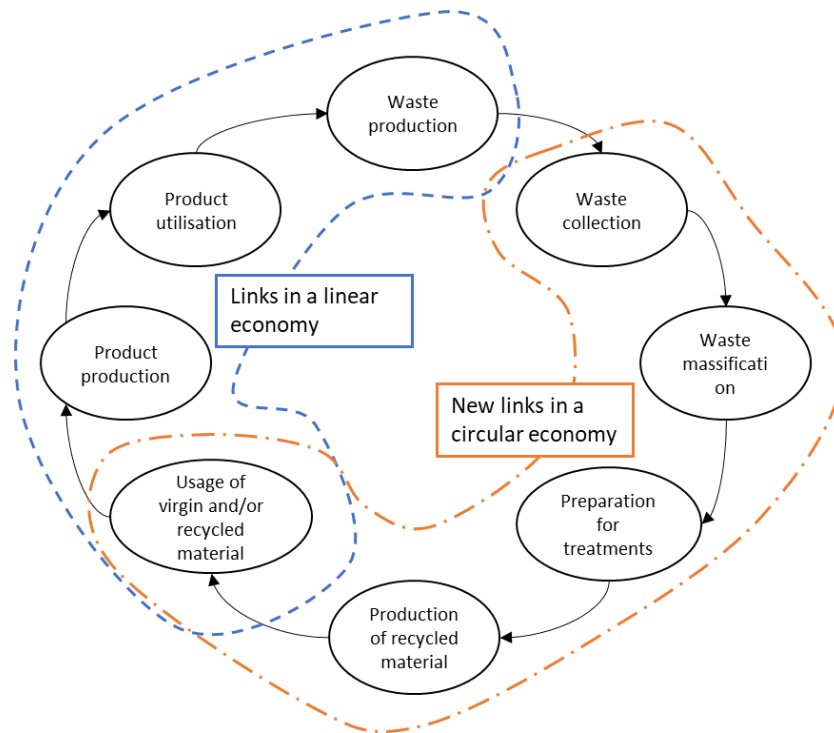 Waste
production
Product
utilisation
Waste
collection
Links in a linear
economy
Product
production
Waste
massificati
on
New links in a
circular economy
Usage of
virgin and/or
recycled
material
Preparation
for
treatments
Production
of recycled
material